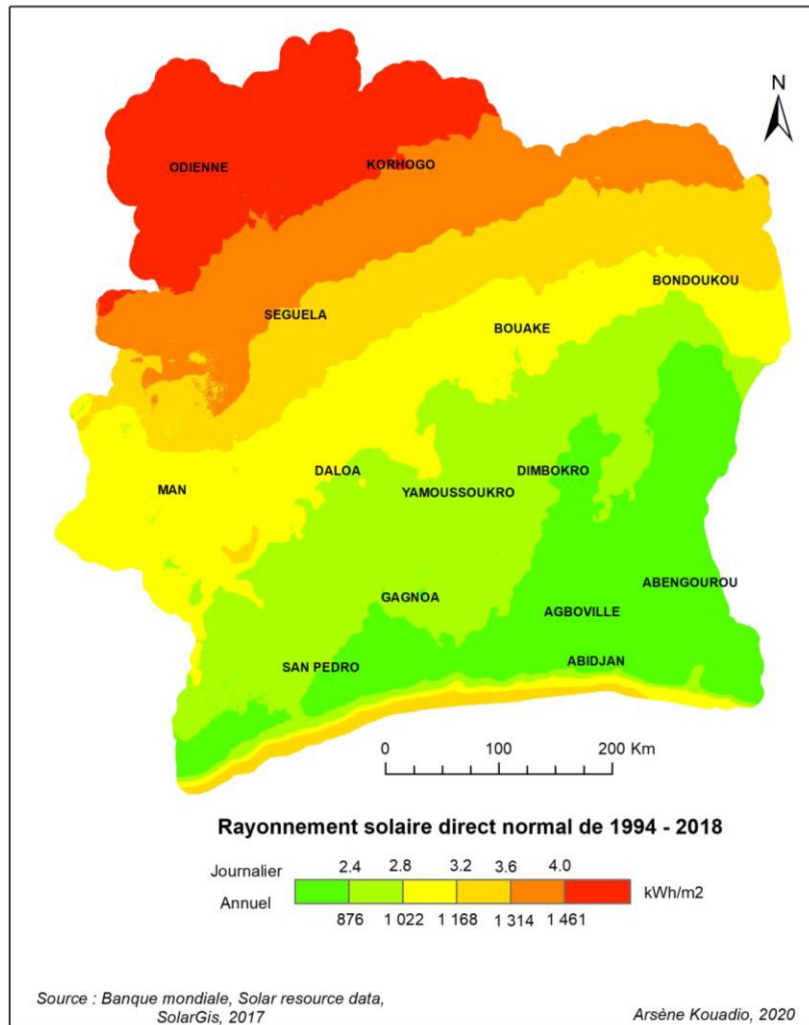 N
ODIENNE
KORHOGO
BONDOUKOU
SEGUELA
BOUAKE
DALOA
DIMBOKRO
MAN
YAMOUSSOUKRO
ABENGOUROU
GAGNOA
AGBOVILLE
SAN PEDRO
ABIDJAN
0 100 200 Km
Rayonnement solaire direct normal de 1994 - 2018
Journalier 2.4 2.8 3.2 3.6 4.0
kWh/m2
Annuel 876 1 022 1 168 1 314 1 461
Source : Banque mondiale, Solar resource data,
SolarGis, 2017
Arsène Kouadio, 2020